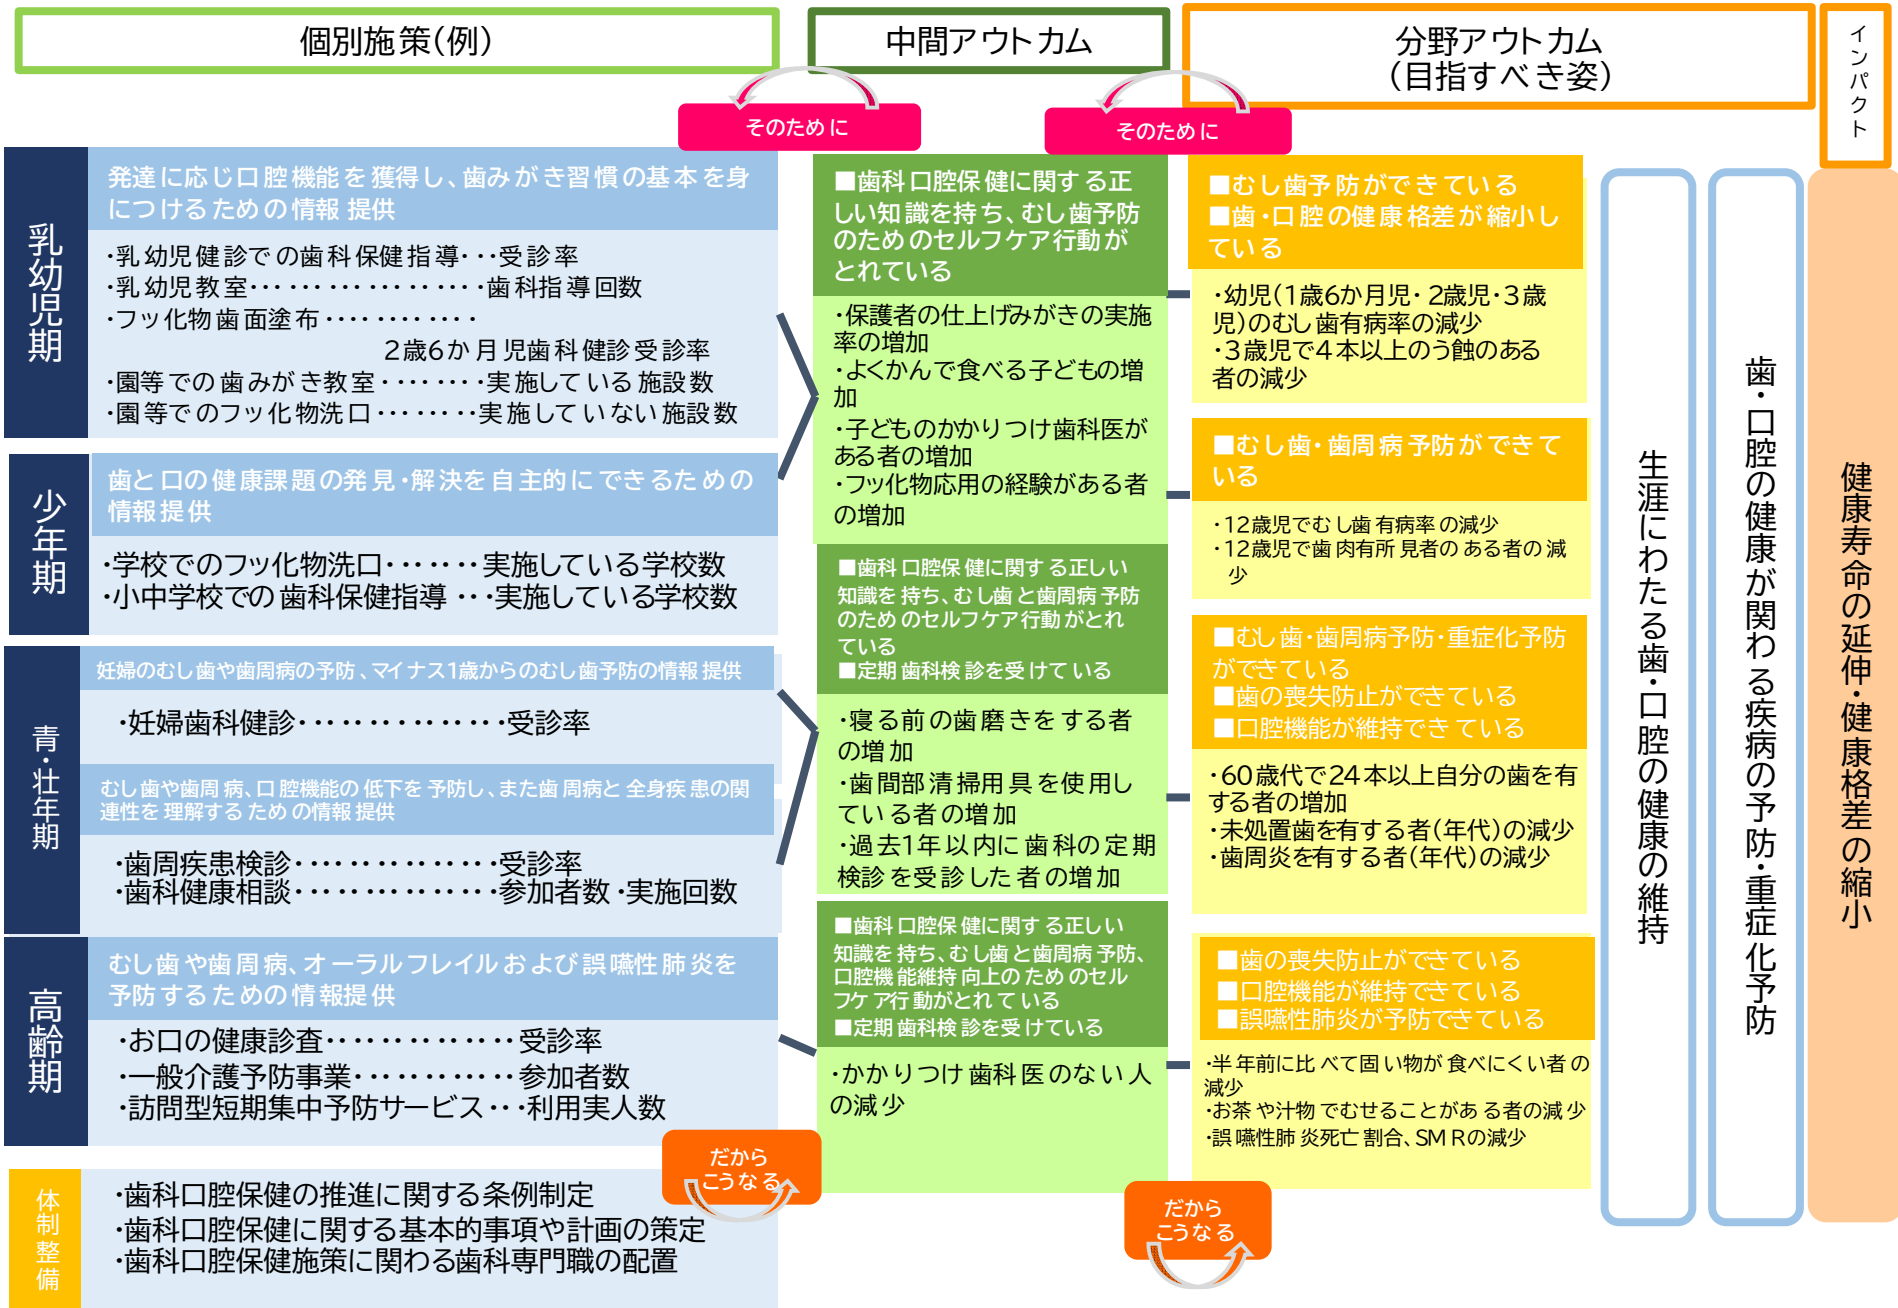 個別施策(例)
中間アウトカム
分野アウトカム
(目指すべき姿)
インパクト
そのために
そのために
乳幼児期
発達に応じ口腔機能を獲得し、歯みがき習慣の基本を身
につけるための情報提供
・乳幼児健診での歯科保健指導・・・受診率
・乳幼児教室・・・・・・・・・・・・・・・・・歯科指導回数
・フッ化物歯面塗布・・・・・・・・・・・
2歳6か月児歯科健診受診率
・園等での歯みがき教室・・・・・・・・実施している施設数
・園等でのフッ化物洗口・・・・・・・・実施していない施設数
少年期
歯と口の健康課題の発見・解決を自主的にできるための
情報提供
・学校でのフッ化物洗口・・・・・・・実施している学校数
・小中学校での歯科保健指導・・・実施している学校数
青・壮年期
妊婦のむし歯や歯周病の予防、マイナス1歳からのむし歯予防の情報提供
・妊婦歯科健診・・・・・・・・・・・・・・・受診率
むし歯や歯周病、口腔機能の低下を予防し、また歯周病と全身疾患の関
連性を理解するための情報提供
・歯周疾患検診・・・・・・・・・・・・・・・受診率
・歯科健康相談・・・・・・・・・・・・・・・参加者数・実施回数
高齢期
むし歯や歯周病、オーラルフレイルおよび誤嚥性肺炎を
予防するための情報提供
・お口の健康診査・・・・・・・・・・・・・・受診率
・一般介護予防事業・・・・・・・・・・・・参加者数
・訪問型短期集中予防サービス・・・利用実人数
体制整備
・歯科口腔保健の推進に関する条例制定
・歯科口腔保健に関する基本的事項や計画の策定
・歯科口腔保健施策に関わる歯科専門職の配置
■歯科口腔保健に関する正
しい知識を持ち、むし歯予防
のためのセルフケア行動が
とれている
・保護者の仕上げみがきの実施
率の増加
・よくかんで食べる子どもの増
加
・子どものかかりつけ歯科医が
ある者の増加
・フッ化物応用の経験がある者
の増加
■歯科口腔保健に関する正しい
知識を持ち、むし歯と歯周病予防
のためのセルフケア行動がとれ
ている
■定期歯科検診を受けている
・寝る前の歯磨きをする者
の増加
・歯間部清掃用具を使用し
ている者の増加
・過去1年以内に歯科の定期
検診を受診した者の増加
■歯科口腔保健に関する正しい
知識を持ち、むし歯と歯周病予防、
口腔機能維持向上のためのセル
フケア行動がとれている
■定期歯科検診を受けている
・かかりつけ歯科医のない人
の減少
だから
こうなる
■むし歯予防ができている
■歯・口腔の健康格差が縮小し
ている
・幼児(1歳6か月児・2歳児・3歳
児)のむし歯有病率の減少
・3歳児で4本以上のう蝕のある
者の減少
■むし歯・歯周病予防ができて
いる
・12歳児でむし歯有病率の減少
・12歳児で歯肉有所見者のある者の減
少
■むし歯・歯周病予防・重症化予防
ができている
■歯の喪失防止ができている
■口腔機能が維持できている
・60歳代で24本以上自分の歯を有
する者の増加
・未処置歯を有する者(年代)の減少
・歯周炎を有する者(年代)の減少
■歯の喪失防止ができている
■口腔機能が維持できている
■誤嚥性肺炎が予防できている
・半年前に比べて固い物が食べにくい者の
減少
・お茶や汁物でむせることがある者の減少
・誤嚥性肺炎死亡割合、SMRの減少
だから
こうなる
生涯にわたる歯・口腔の健康の維持
歯・口腔の健康が関わる疾病の予防・重症化予防
健康寿命の延伸・健康格差の縮小